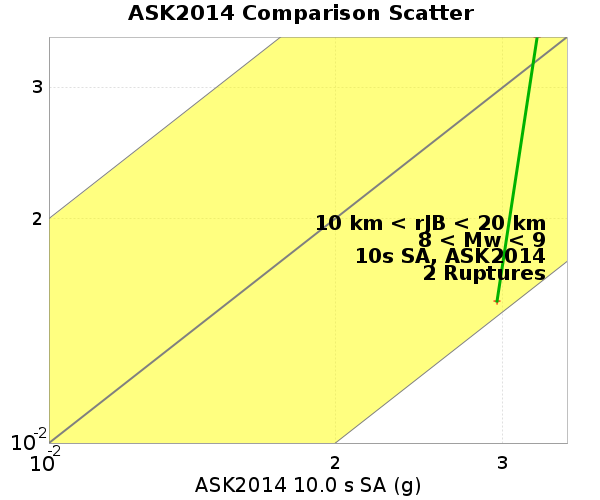 ASK2014 Comparison Scatter
3
2
10 km < rJB < 20 km
8 < Mw < 9
10s SA, ASK2014
2 Ruptures
10-2
10-2
2
3
ASK2014 10.0 s SA (g)